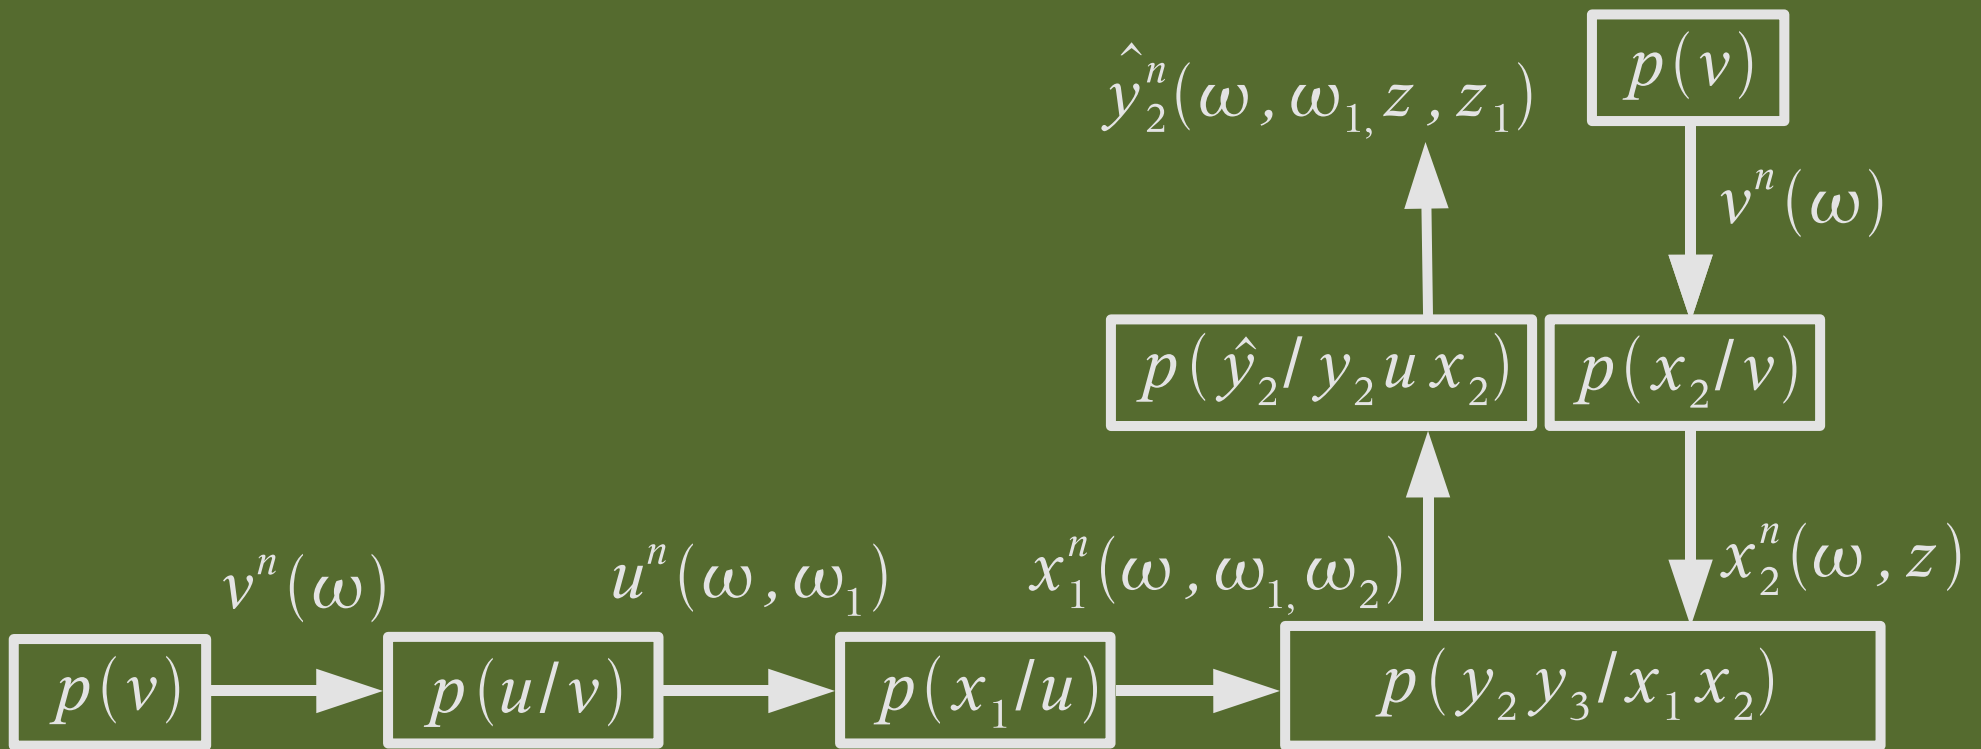 p(v)
ŷ₂ⁿ(ω, ω₁, z, z₁)
vⁿ(ω)
p(ŷ₂/y₂ u x₂)
p(x₂/v)
vⁿ(ω)
uⁿ(ω, ω₁)
x₁ⁿ(ω, ω₁, ω₂)
x₂ⁿ(ω, z)
p(v)
p(u/v)
p(x₁/u)
p(y₂ y₃/x₁ x₂)